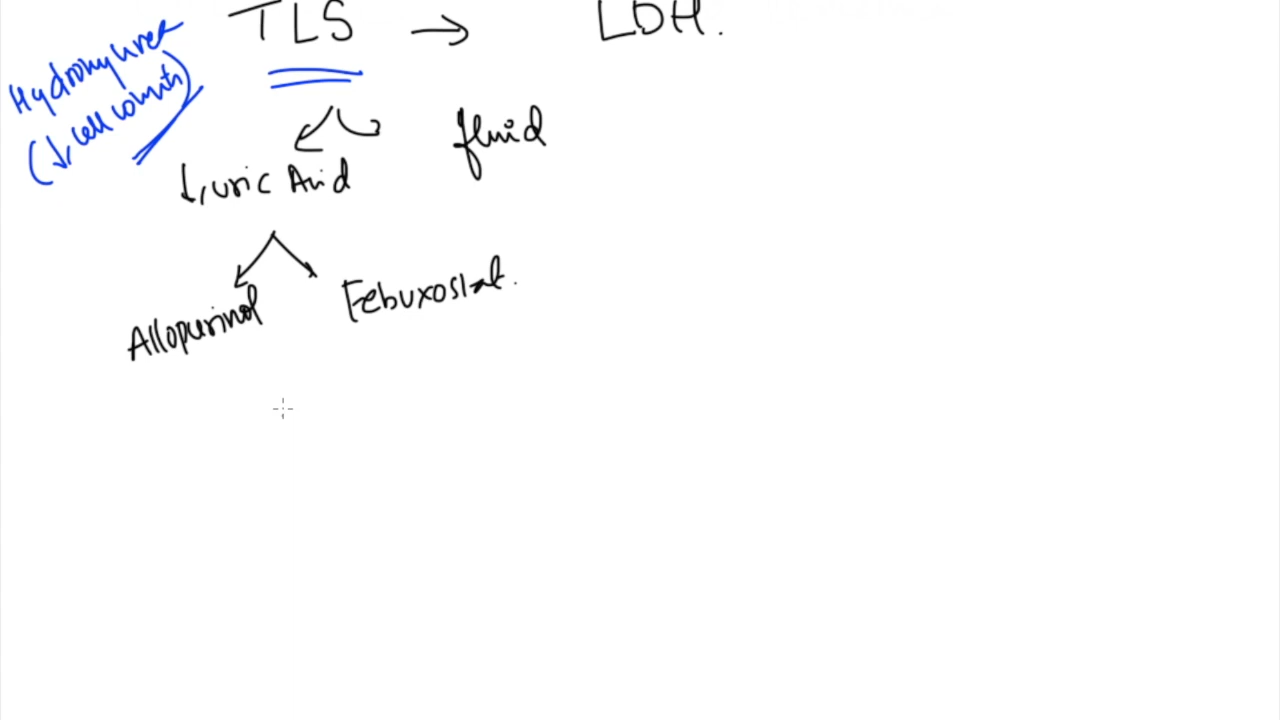 TLS → LDH.
Hydroxyurea
(↓ cell counts)
fluid
↓ uric Acid
Allopurinol
Febuxostat.